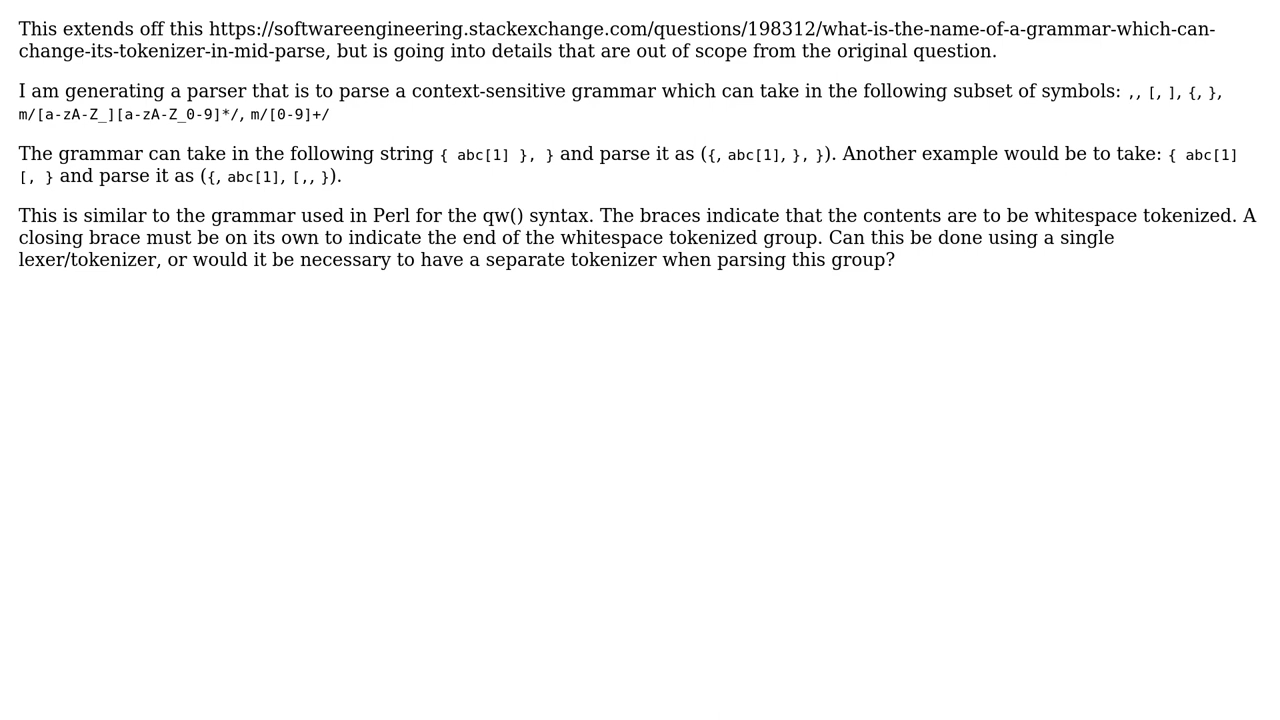 This extends off this https://softwareengineering.stackexchange.com/questions/198312/what-is-the-name-of-a-grammar-which-can-
change-its-tokenizer-in-mid-parse, but is going into details that are out of scope from the original question.
I am generating a parser that is to parse a context-sensitive grammar which can take in the following subset of symbols: ,, [, ], {, },
m/[a-zA-Z_][a-zA-Z_0-9]*/, m/[0-9]+/
The grammar can take in the following string { abc[1] }, } and parse it as ({, abc[1], }, }). Another example would be to take: { abc[1]
[, } and parse it as ({, abc[1], [,, }).
This is similar to the grammar used in Perl for the qw() syntax. The braces indicate that the contents are to be whitespace tokenized. A
closing brace must be on its own to indicate the end of the whitespace tokenized group. Can this be done using a single
lexer/tokenizer, or would it be necessary to have a separate tokenizer when parsing this group?